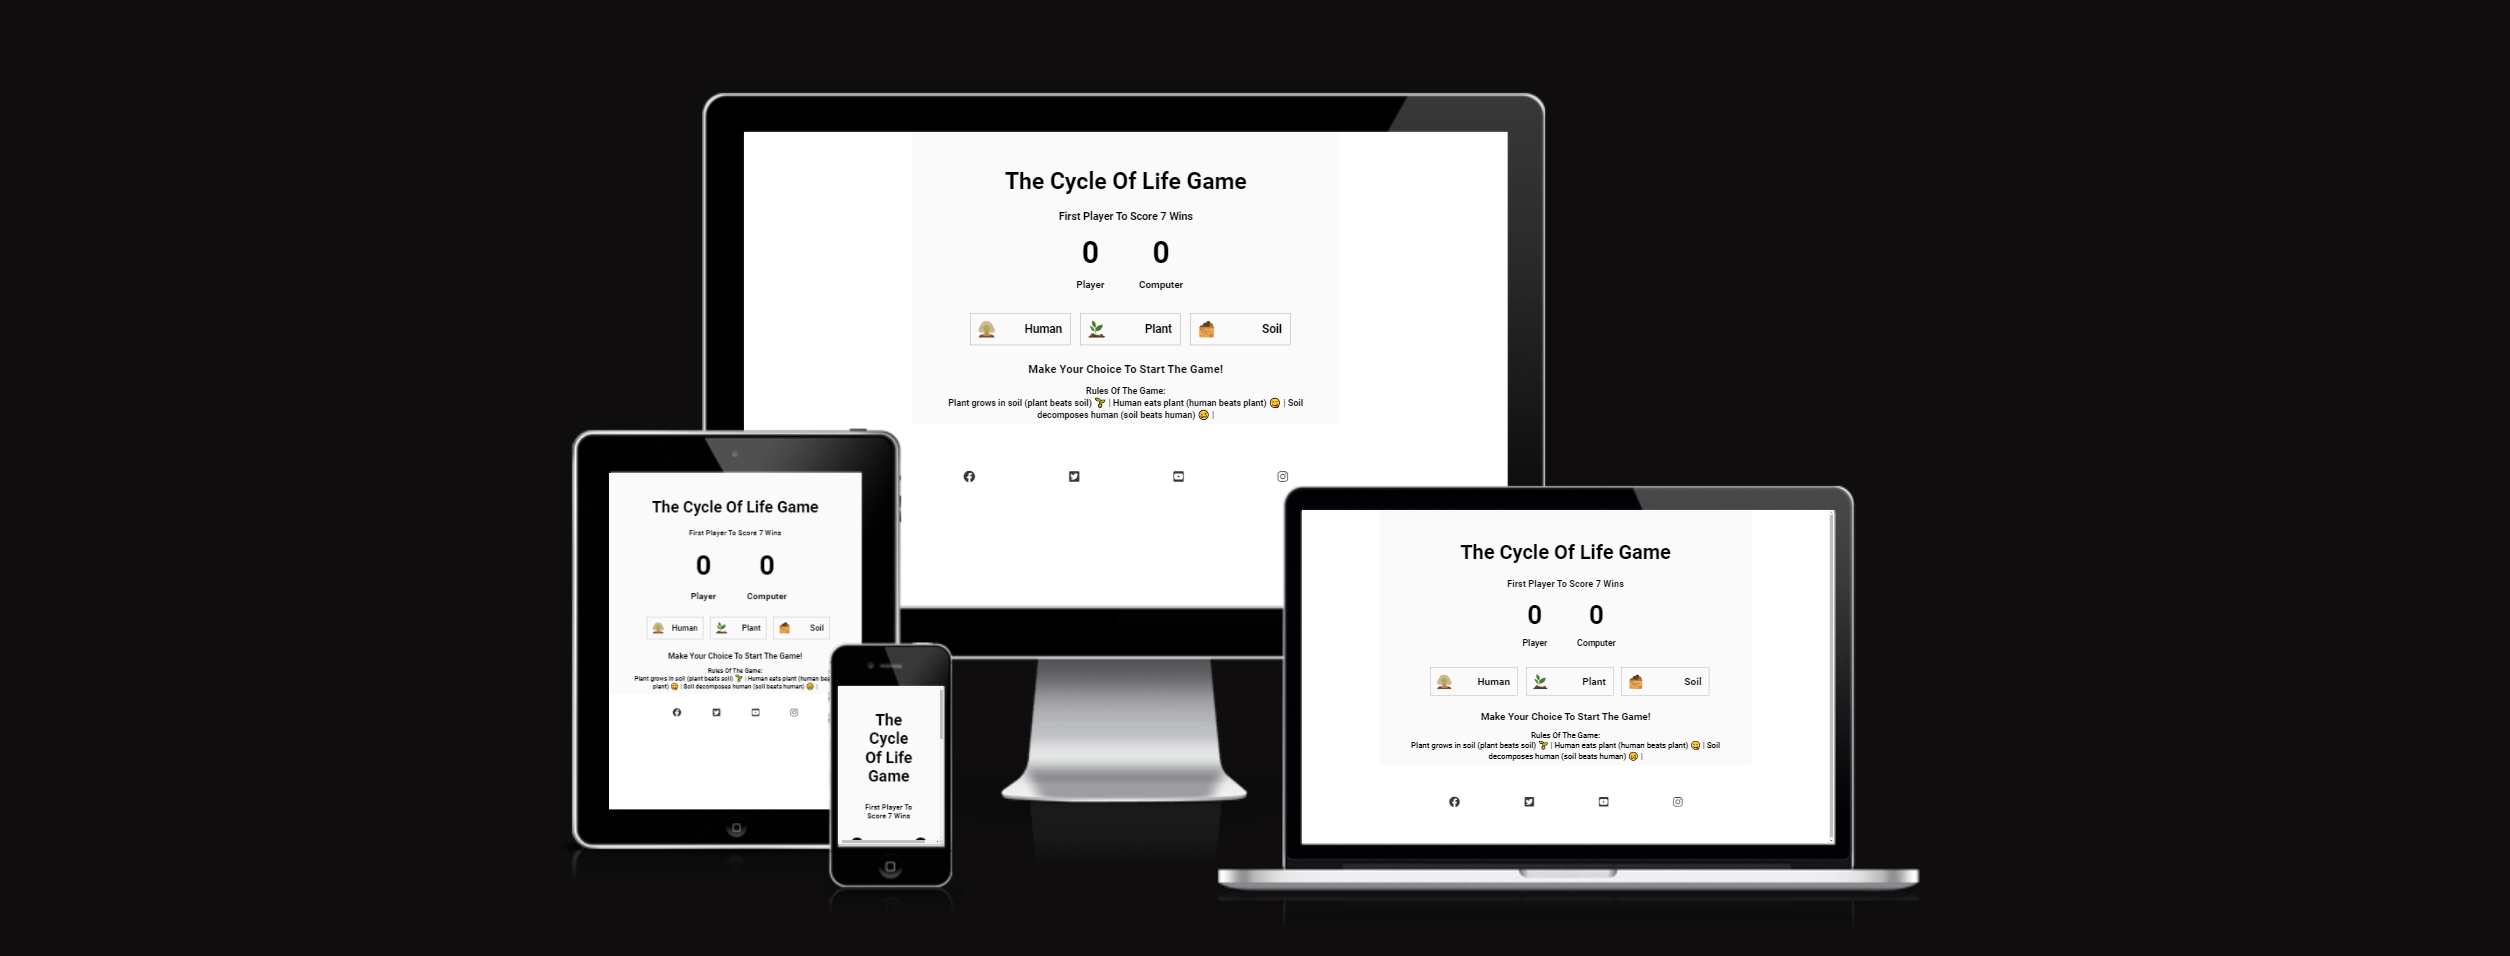 The Cycle Of Life Game
First Player To Score 7 Wins
0 0
Player Computer
Human Plant Soil
Make Your Choice To Start The Game!
Rules Of The Game:
Plant grows in soil (plant beats soil) 🌱 | Human eats plant (human beats plant) 😋 | Soil
decomposes human (soil beats human) 😥 |
The Cycle Of Life Game
First Player To Score 7 Wins
0 0
Player Computer
Human Plant Soil
Make Your Choice To Start The Game!
Rules Of The Game:
Plant grows in soil (plant beats soil) 🌱 | Human eats plant (human
plant) 😋 | Soil decomposes human (soil beats human) 😥 |
The
Cycle
Of Life
Game
First Player To
Score 7 Wins
The Cycle Of Life Game
First Player To Score 7 Wins
0 0
Player Computer
Human Plant Soil
Make Your Choice To Start The Game!
Rules Of The Game:
Plant grows in soil (plant beats soil) 🌱 | Human eats plant (human beats plant) 😋 | Soil
decomposes human (soil beats human) 😥 |